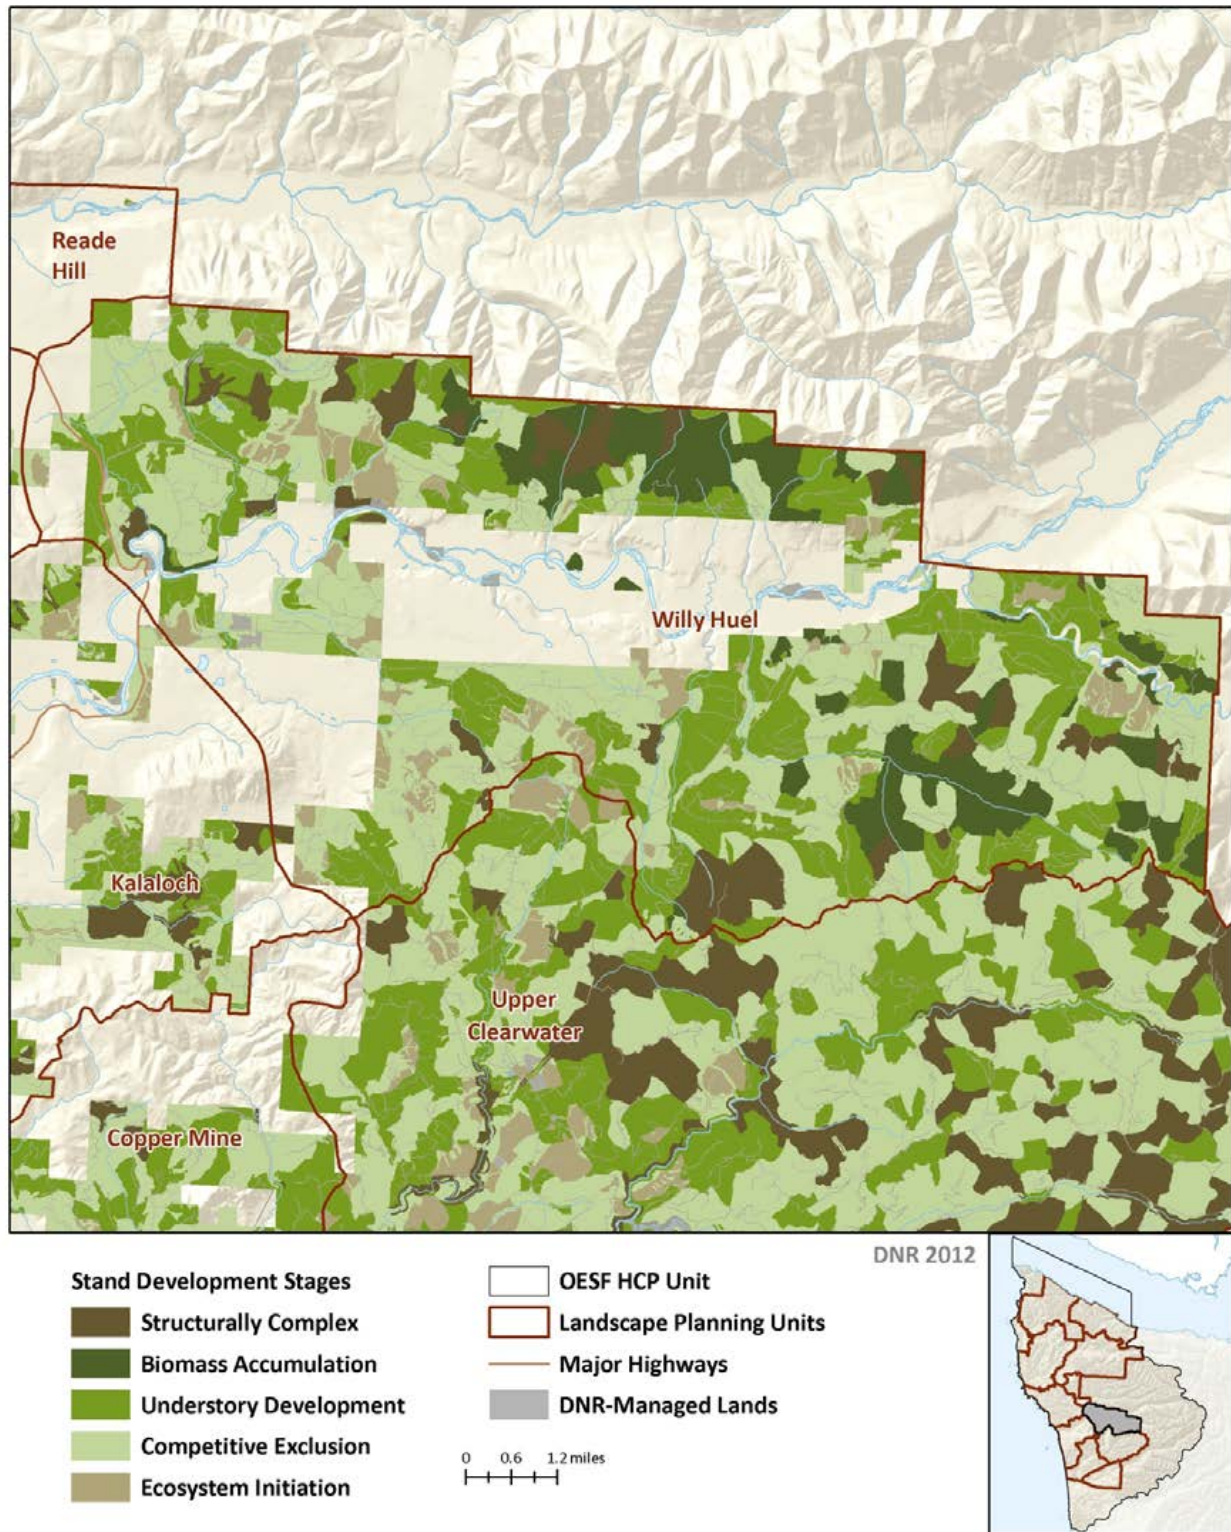 Reade
Hill
Willy Huel
Kalaloch
Upper
Clearwater
Copper Mine
DNR 2012
Stand Development Stages
Structurally Complex
Biomass Accumulation
Understory Development
Competitive Exclusion
Ecosystem Initiation
OESF HCP Unit
Landscape Planning Units
Major Highways
DNR-Managed Lands
0 0.6 1.2 miles